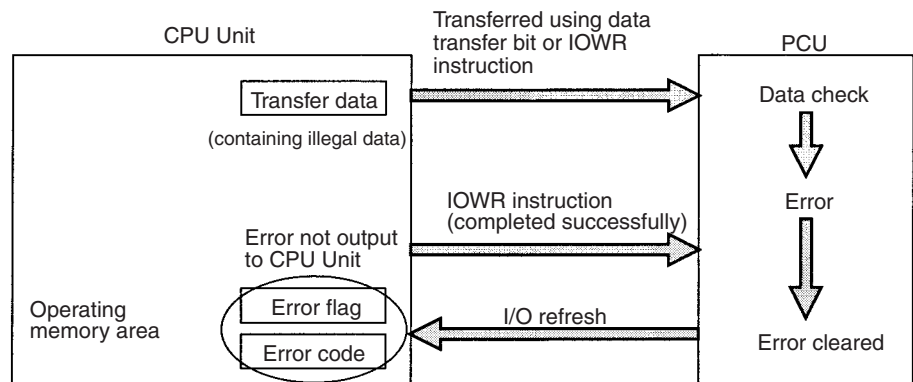 CPU Unit
Transferred using data
transfer bit or IOWR
instruction
PCU
Transfer data
(containing illegal data)
Data check
Error
IOWR instruction
(completed successfully)
Error not output
to CPU Unit
Operating
memory area
Error flag
Error code
I/O refresh
Error cleared